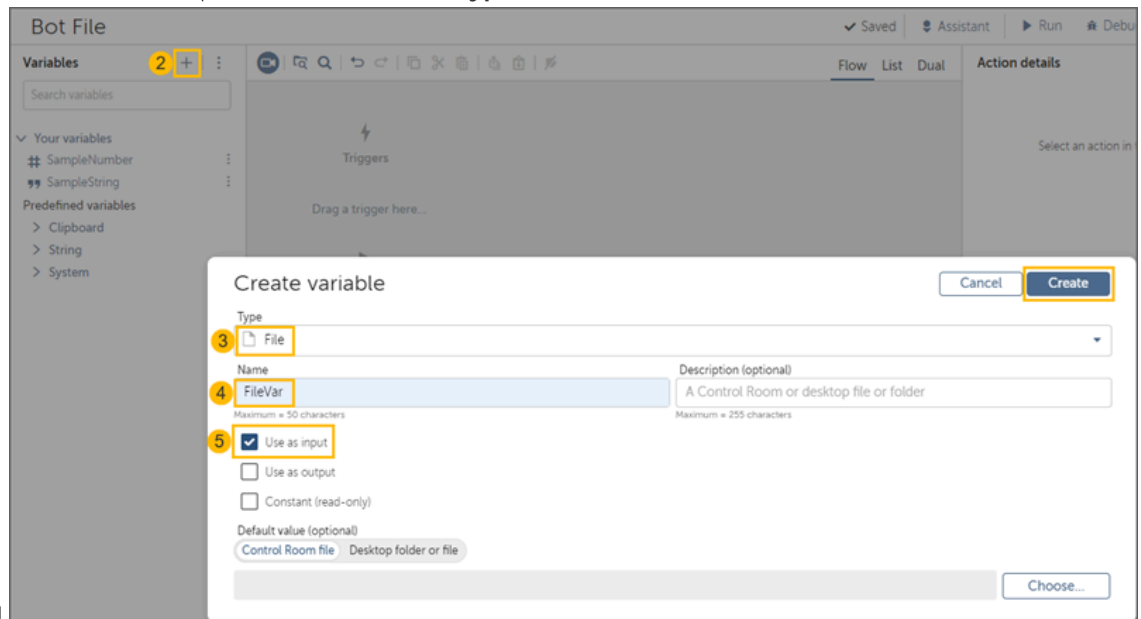 Bot File
Saved Assistant Run Debu
Variables 2 + Flow List Dual Action details
Search variables
Your variables
Triggers
Select an action in
SampleNumber
SampleString
Predefined variables
Drag a trigger here...
Clipboard
String
System
Create variable Cancel Create
Type
3 File
Name Description (optional)
4 FileVar A Control Room or desktop file or folder
Maximum = 50 characters Maximum = 255 characters
5 Use as input
Use as output
Constant (read-only)
Default value (optional)
Control Room file Desktop folder or file
Choose...